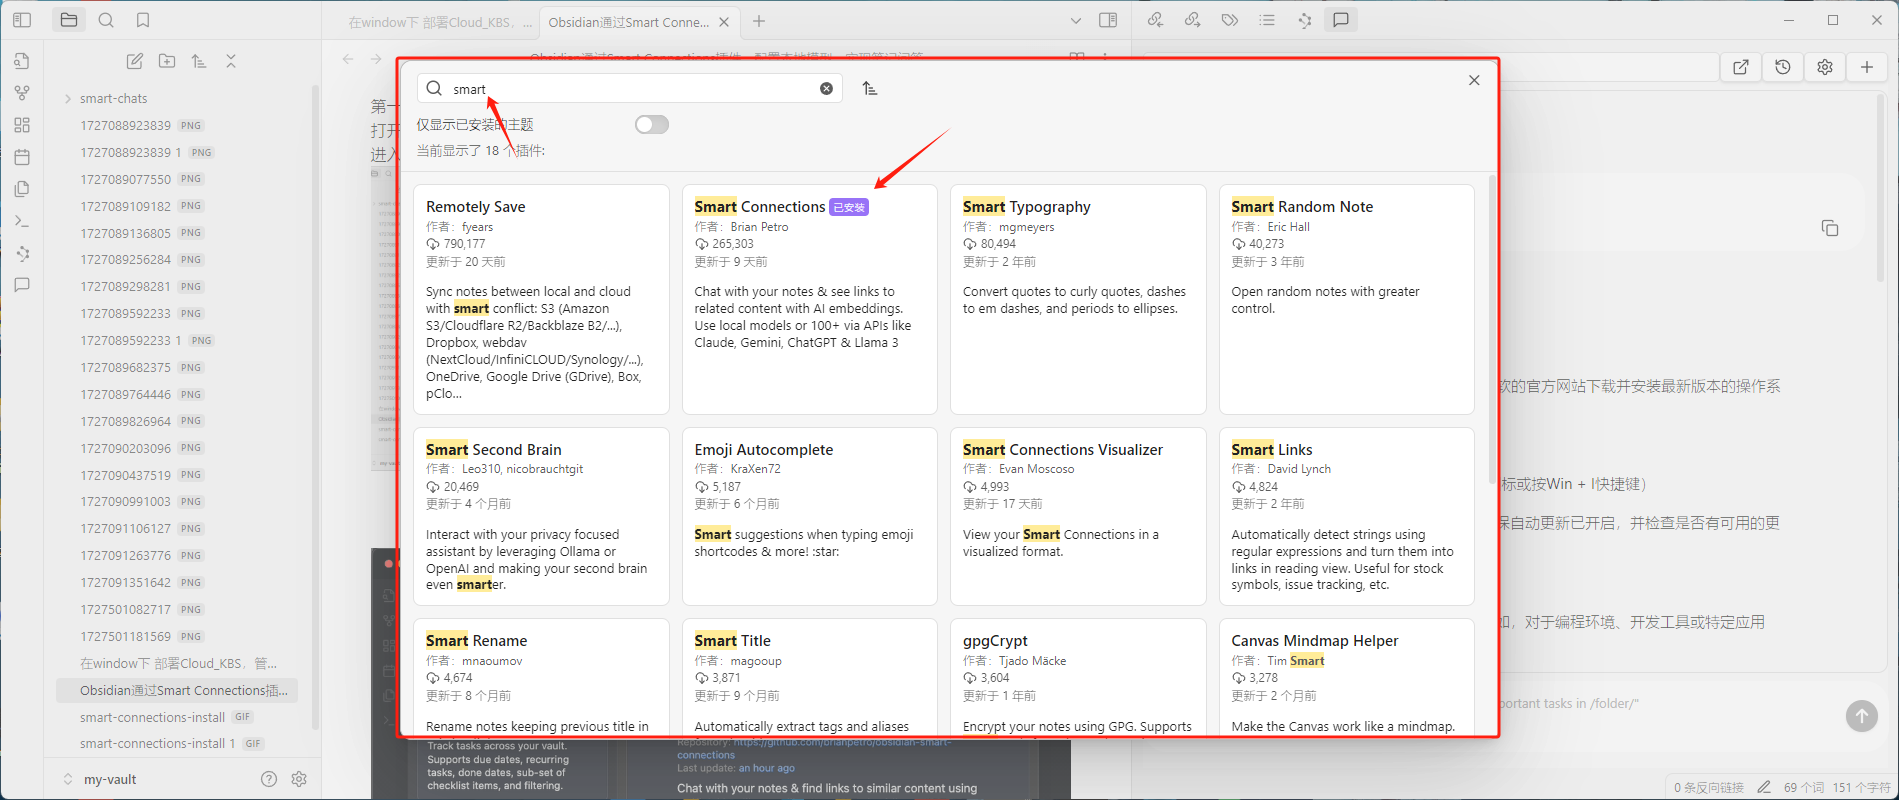 在window下 部署Cloud_KBS，...
Obsidian通过Smart Conne...
smart-chats
1727088923839 PNG
1727088923839 1 PNG
1727089077550 PNG
1727089109182 PNG
1727089136805 PNG
1727089256284 PNG
1727089298281 PNG
1727089592233 PNG
1727089592233 1 PNG
1727089682375 PNG
1727089764446 PNG
1727089826964 PNG
1727090203096 PNG
1727090437519 PNG
1727090991003 PNG
1727091106127 PNG
1727091263776 PNG
1727091351642 PNG
1727501082717 PNG
1727501181569 PNG
在window下 部署Cloud_KBS，管...
Obsidian通过Smart Connections插...
smart-connections-install GIF
smart-connections-install 1 GIF
my-vault
第一
打开
进入
smart
仅显示已安装的主题
当前显示了 18 个插件:
Remotely Save
作者：fyears
790,177
更新于 20 天前
Sync notes between local and cloud
with smart conflict: S3 (Amazon
S3/Cloudflare R2/Backblaze B2/...),
Dropbox, webdav
(NextCloud/InfiniCLOUD/Synology/...),
OneDrive, Google Drive (GDrive), Box,
pClo...
Smart Connections 已安装
作者：Brian Petro
265,303
更新于 9 天前
Chat with your notes & see links to
related content with AI embeddings.
Use local models or 100+ via APIs like
Claude, Gemini, ChatGPT & Llama 3
Smart Typography
作者：mgmeyers
80,494
更新于 2 年前
Convert quotes to curly quotes, dashes
to em dashes, and periods to ellipses.
Smart Random Note
作者：Eric Hall
40,273
更新于 3 年前
Open random notes with greater
control.
Smart Second Brain
作者：Leo310, nicobrauchtgit
20,469
更新于 4 个月前
Interact with your privacy focused
assistant by leveraging Ollama or
OpenAI and making your second brain
even smarter.
Emoji Autocomplete
作者：KraXen72
5,187
更新于 6 个月前
Smart suggestions when typing emoji
shortcodes & more! :star:
Smart Connections Visualizer
作者：Evan Moscoso
4,993
更新于 17 天前
View your Smart Connections in a
visualized format.
Smart Links
作者：David Lynch
4,824
更新于 2 年前
Automatically detect strings using
regular expressions and turn them into
links in reading view. Useful for stock
symbols, issue tracking, etc.
Smart Rename
作者：mnaoumov
4,674
更新于 8 个月前
Rename notes keeping previous title in
Smart Title
作者：magooup
3,871
更新于 9 个月前
Automatically extract tags and aliases
gpgCrypt
作者：Tjado Mäcke
3,604
更新于 1 年前
Encrypt your notes using GPG. Supports
Canvas Mindmap Helper
作者：Tim Smart
3,278
更新于 2 个月前
Make the Canvas work like a mindmap.
Track tasks across your vault.
Supports due dates, recurring
tasks, done dates, sub-set of
checklist items, and filtering.
Repository: https://github.com/brianpetro/obsidian-smart-
connections
Last update: an hour ago
Chat with your notes & find links to similar content using
的官方网站下载并安装最新版本的操作系
标或按Win + I快捷键）
保自动更新已开启，并检查是否有可用的更
如，对于编程环境、开发工具或特定应用
portant tasks in /folder/"
0 条反向链接
69 个词 151 个字符